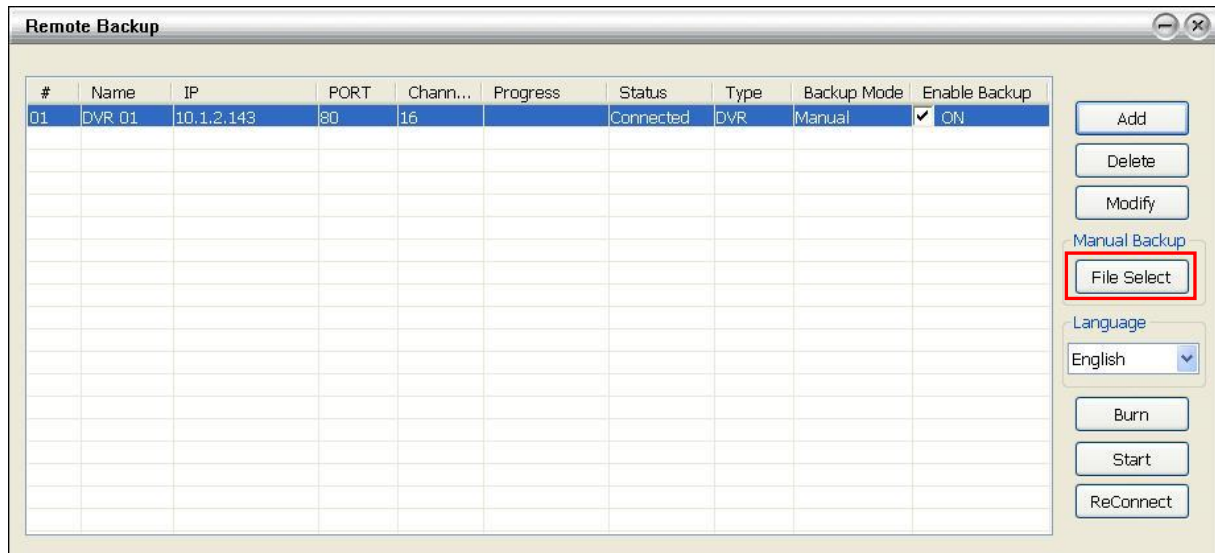 Remote Backup
# Name IP PORT Chann... Progress Status Type Backup Mode Enable Backup
01 DVR 01 10.1.2.143 80 16 Connected DVR Manual ON
Add
Delete
Modify
Manual Backup
File Select
Language
English
Burn
Start
ReConnect